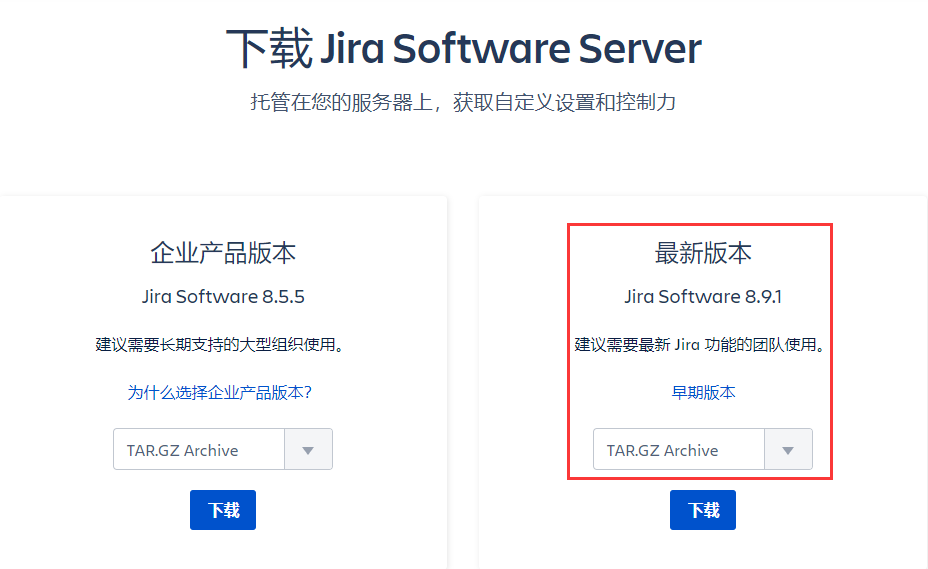 下载 Jira Software Server
托管在您的服务器上，获取自定义设置和控制力
企业产品版本
Jira Software 8.5.5
建议需要长期支持的大型组织使用。
为什么选择企业产品版本？
TAR.GZ Archive
下载
最新版本
Jira Software 8.9.1
建议需要最新 Jira 功能的团队使用。
早期版本
TAR.GZ Archive
下载